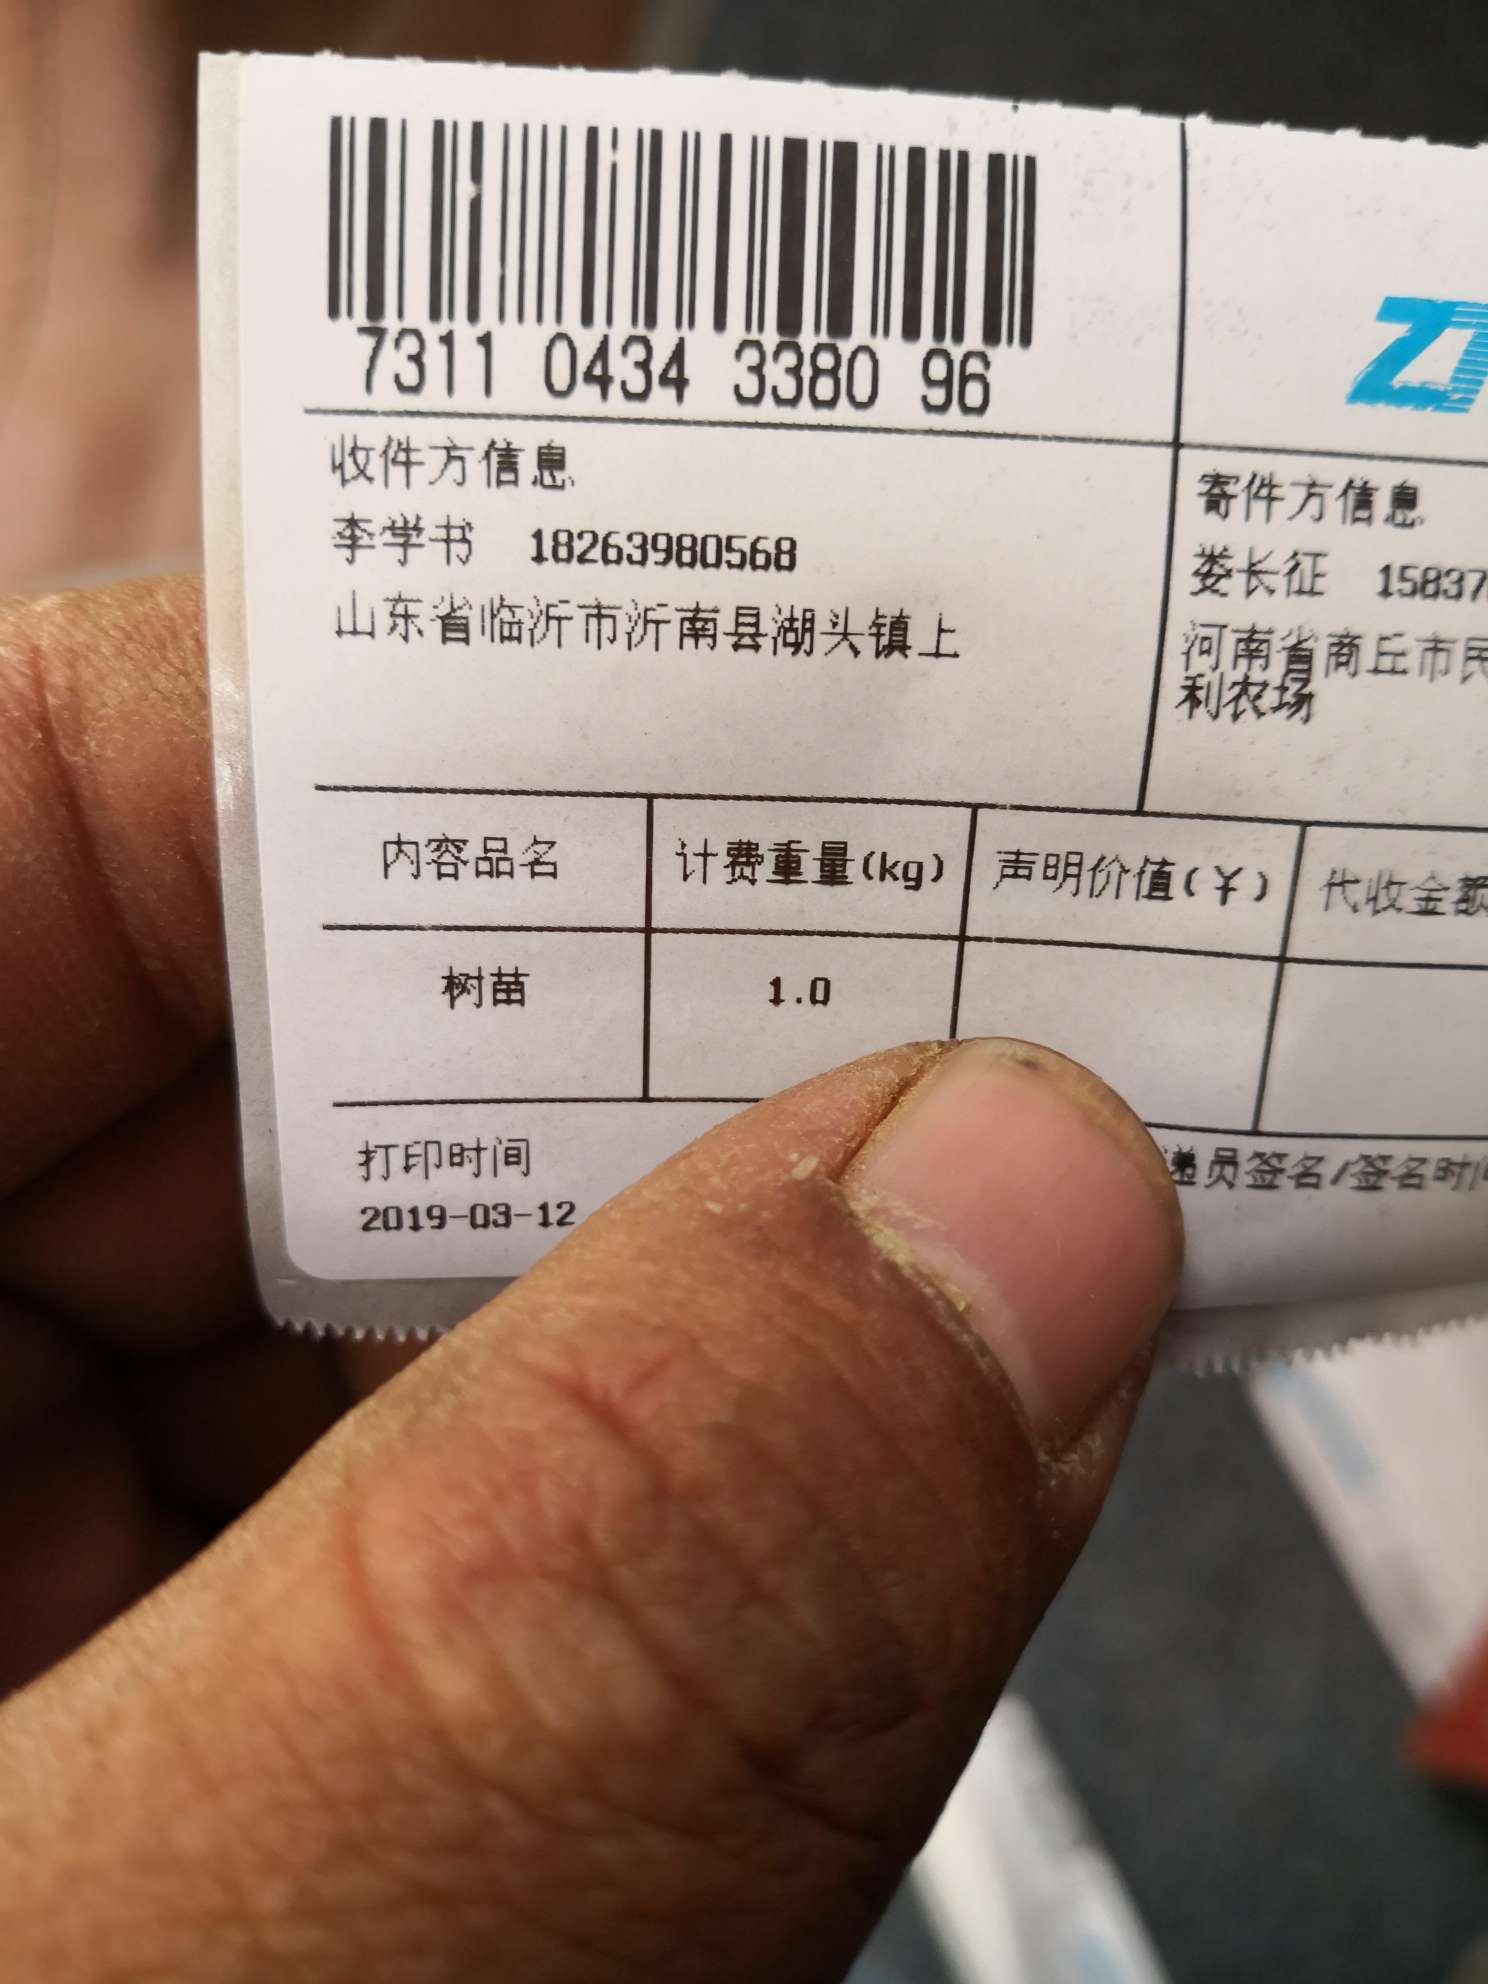 7311 0434 3380 96
ZT
收件方信息
李学书 18263980568
山东省临沂市沂南县湖头镇上
寄件方信息
娄长征 15837
河南省商丘市民
利农场
内容品名 计费重量(kg) 声明价值(¥) 代收金额
树苗 1.0
打印时间
2019-03-12
递员签名/签名时间